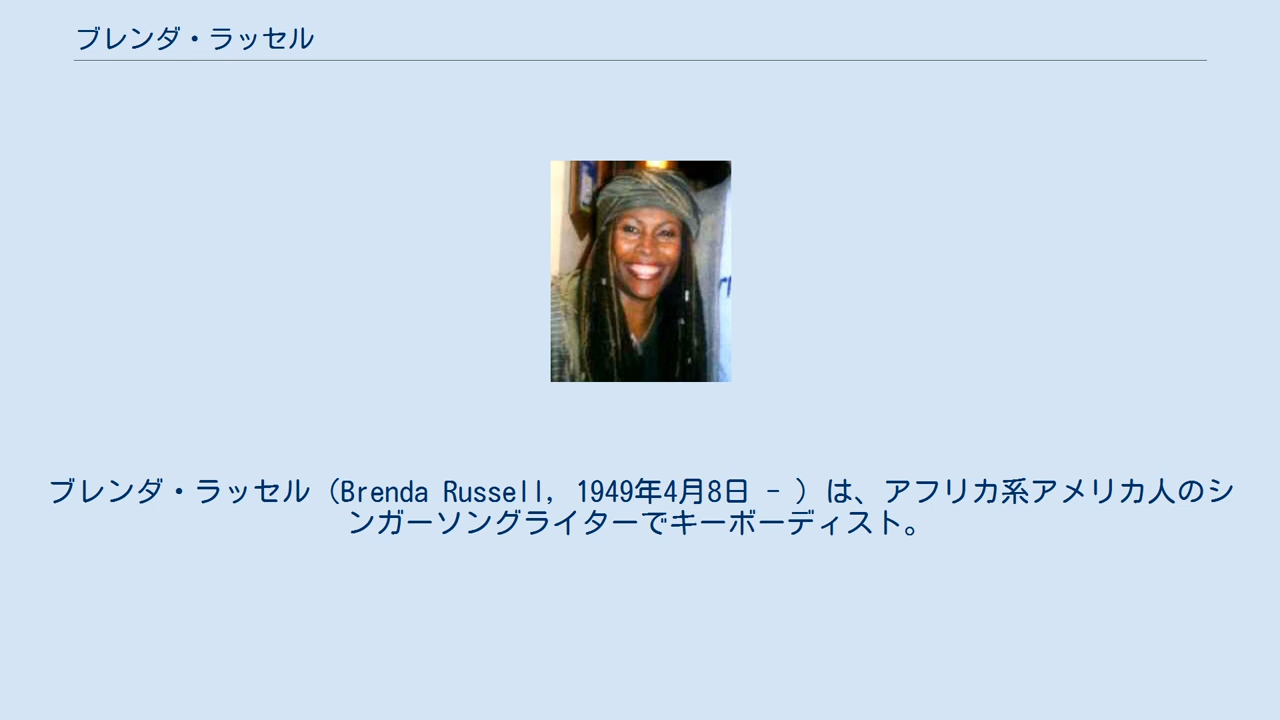 ブレンダ・ラッセル
ブレンダ・ラッセル（Brenda Russell, 1949年4月8日 - ）は、アフリカ系アメリカ人のシ
ンガーソングライターでキーボーディスト。